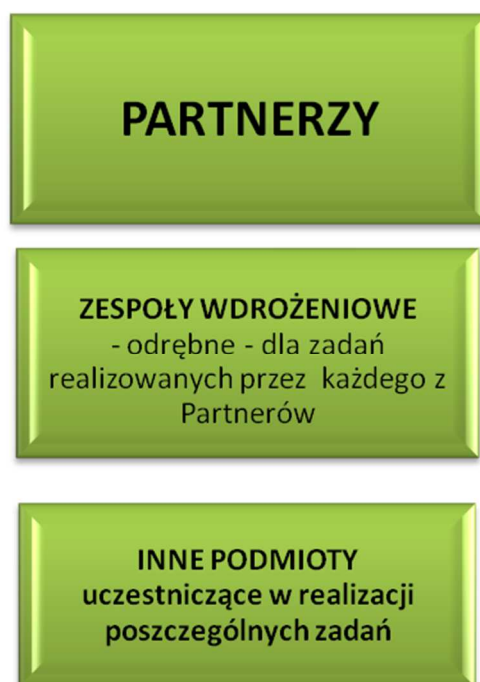 PARTNERZY
ZESPOŁY WDROŻENIOWE
- odrębne - dla zadań
realizowanych przez każdego z
Partnerów
INNE PODMIOTY
uczestniczące w realizacji
poszczególnych zadań